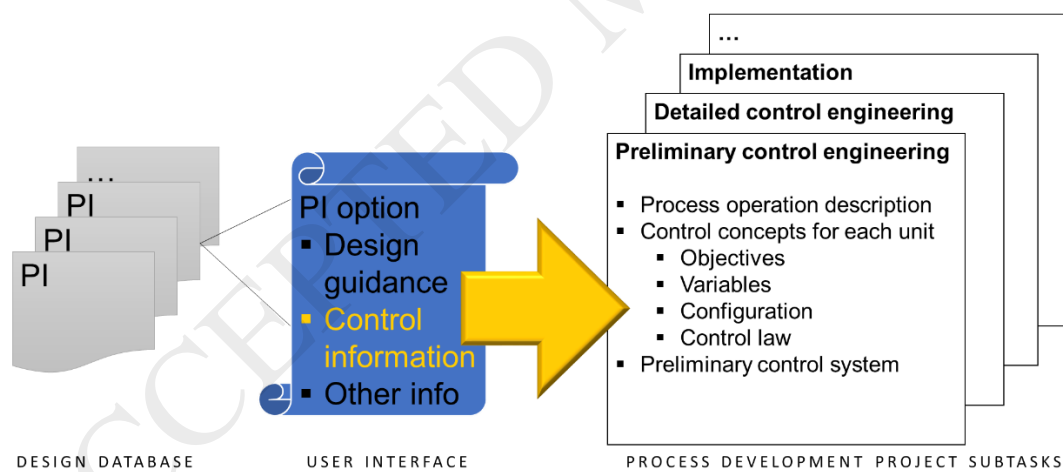 ...
PI
PI
PI
PI option
▪ Design
guidance
▪ Control
information
▪ Other info
...
Implementation
Detailed control engineering
Preliminary control engineering
▪ Process operation description
▪ Control concepts for each unit
▪ Objectives
▪ Variables
▪ Configuration
▪ Control law
▪ Preliminary control system
DESIGN DATABASE
USER INTERFACE
PROCESS DEVELOPMENT PROJECT SUBTASKS
CCEPTED M